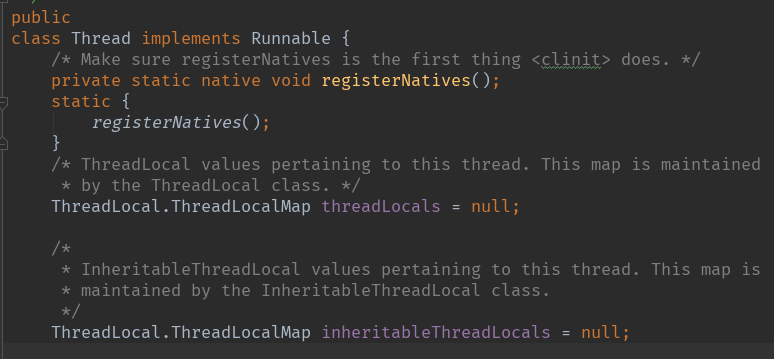 public
class Thread implements Runnable {
/* Make sure registerNatives is the first thing <clinit> does. */
private static native void registerNatives();
static {
registerNatives();
}
/* ThreadLocal values pertaining to this thread. This map is maintained
* by the ThreadLocal class. */
ThreadLocal.ThreadLocalMap threadLocals = null;
/*
* InheritableThreadLocal values pertaining to this thread. This map is
* maintained by the InheritableThreadLocal class.
*/
ThreadLocal.ThreadLocalMap inheritableThreadLocals = null;